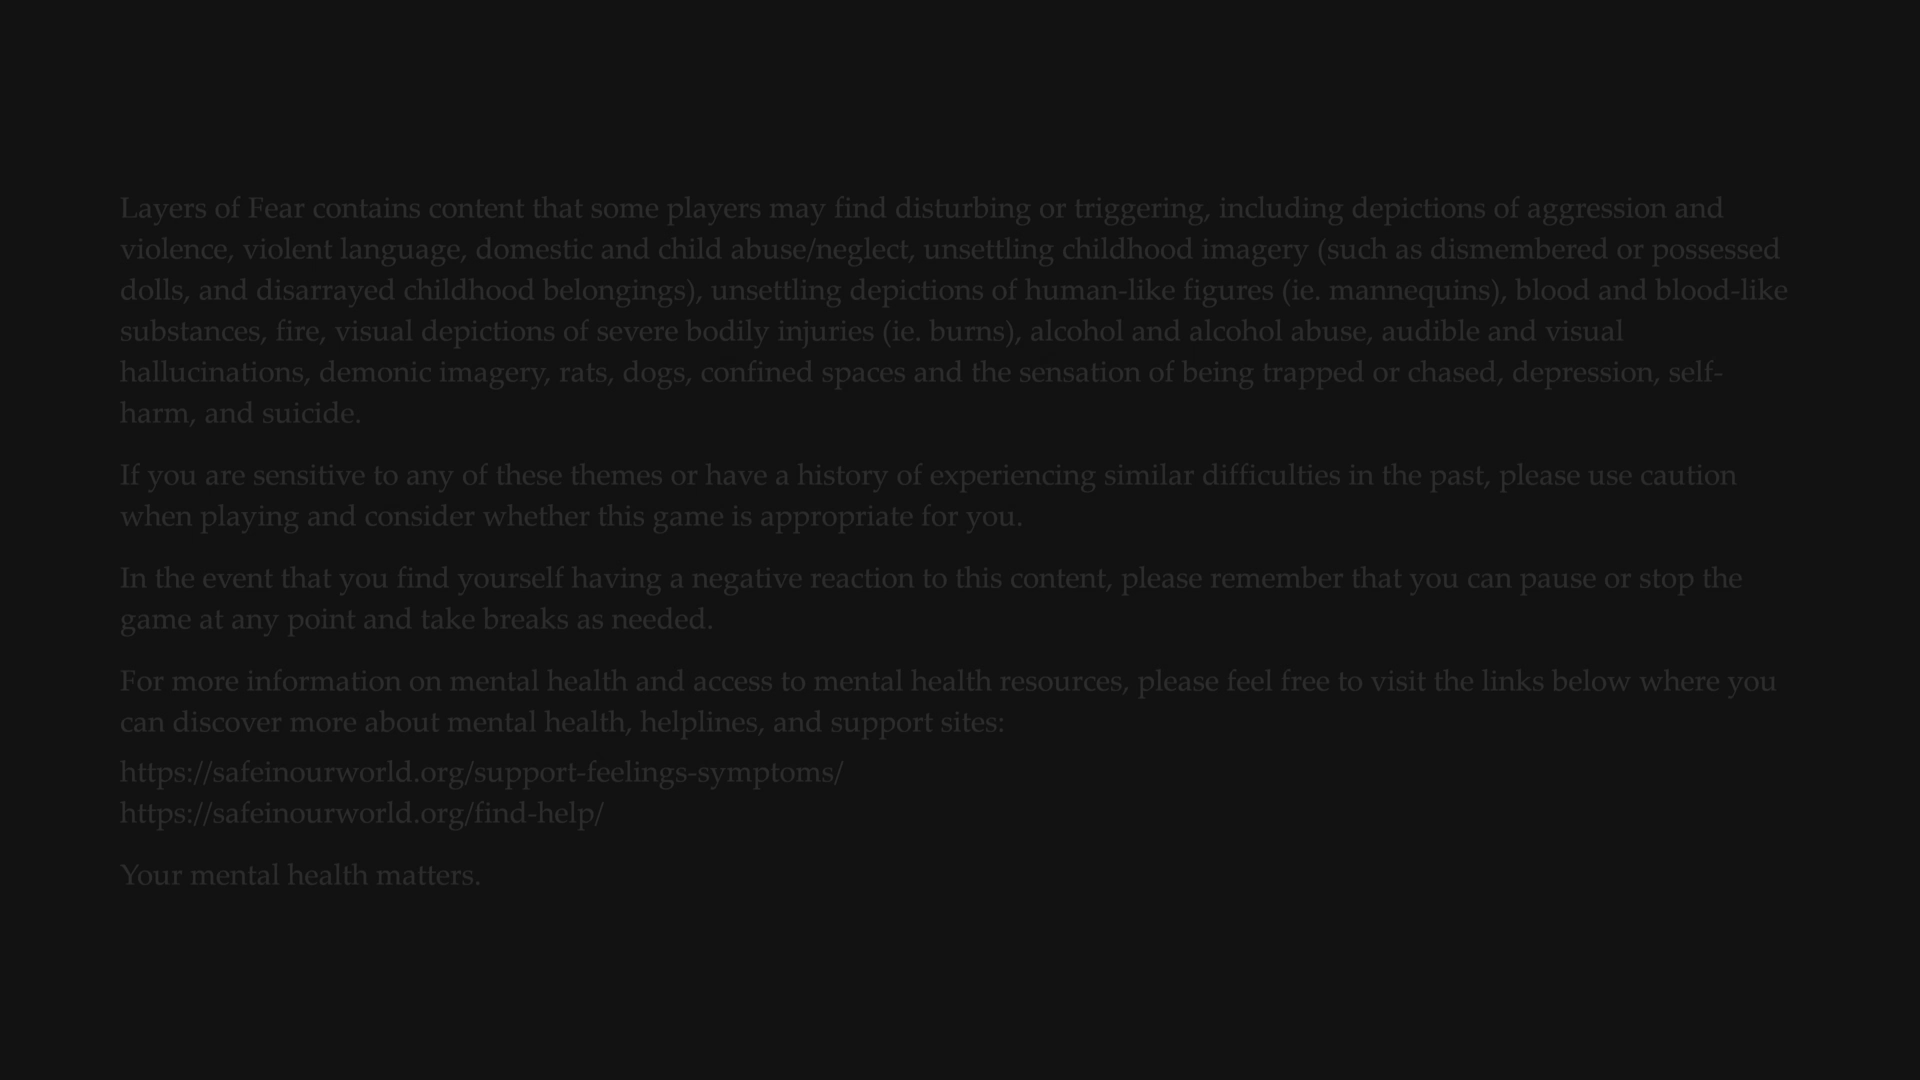 Layers of Fear contains content that some players may find disturbing or triggering, including depictions of aggression and
violence, violent language, domestic and child abuse/neglect, unsettling childhood imagery (such as dismembered or possessed
dolls, and disarrayed childhood belongings), unsettling depictions of human-like figures (ie. mannequins), blood and blood-like
substances, fire, visual depictions of severe bodily injuries (ie. burns), alcohol and alcohol abuse, audible and visual
hallucinations, demonic imagery, rats, dogs, confined spaces and the sensation of being trapped or chased, depression, self-
harm, and suicide.
If you are sensitive to any of these themes or have a history of experiencing similar difficulties in the past, please use caution
when playing and consider whether this game is appropriate for you.
In the event that you find yourself having a negative reaction to this content, please remember that you can pause or stop the
game at any point and take breaks as needed.
For more information on mental health and access to mental health resources, please feel free to visit the links below where you
can discover more about mental health, helplines, and support sites:
https://safeinourworld.org/support-feelings-symptoms/
https://safeinourworld.org/find-help/
Your mental health matters.